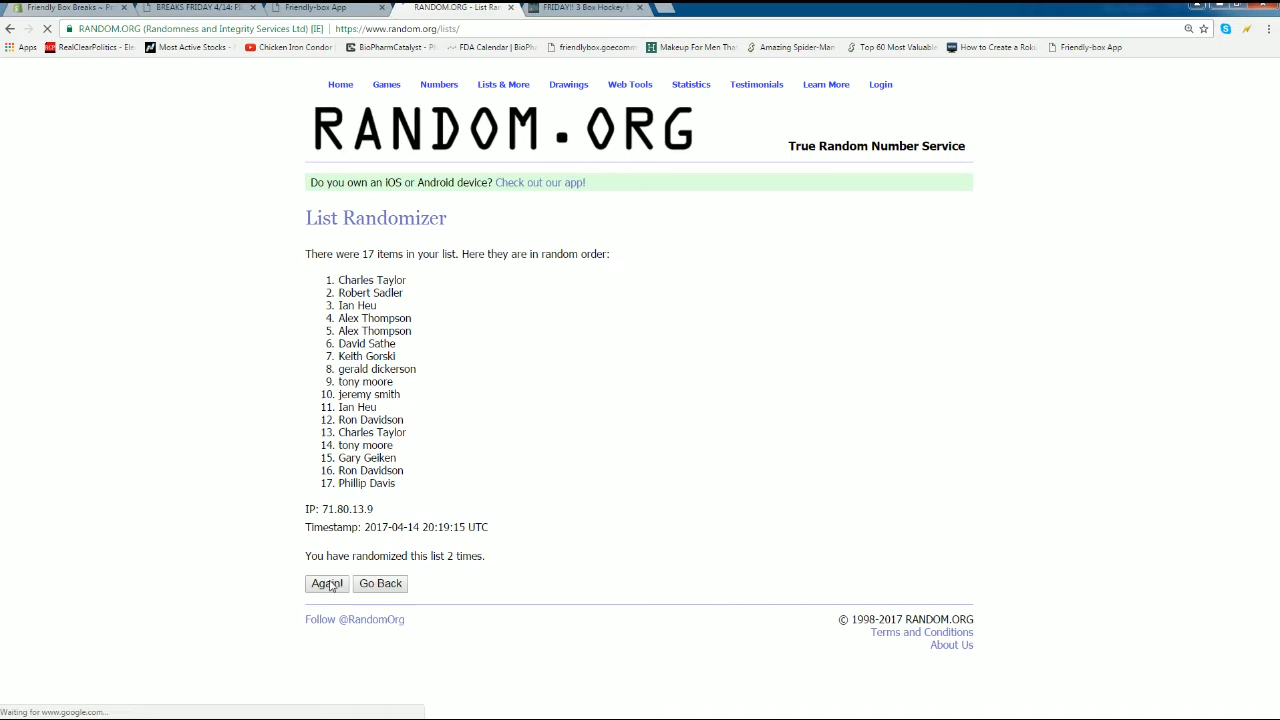 Friendly Box Breaks ~ P
BREAKS FRIDAY 4/14: P
Friendly-box App
RANDOM.ORG - List Ran
FRIDAY!! 3 Box Hockey
RANDOM.ORG (Randomness and Integrity Services Ltd) [IE] https://www.random.org/lists/
Apps RealClearPolitics - Ele Most Active Stocks - Chicken Iron Condor BioPharmCatalyst - Ph FDA Calendar | BioPh friendlybox.goecomm Makeup For Men Tha Amazing Spider-Man Top 60 Most Valuable How to Create a Roku Friendly-box App
Home Games Numbers Lists & More Drawings Web Tools Statistics Testimonials Learn More Login
RANDOM.ORG
True Random Number Service
Do you own an iOS or Android device? Check out our app!
List Randomizer
There were 17 items in your list. Here they are in random order:
1. Charles Taylor
2. Robert Sadler
3. Ian Heu
4. Alex Thompson
5. Alex Thompson
6. David Sathe
7. Keith Gorski
8. gerald dickerson
9. tony moore
10. jeremy smith
11. Ian Heu
12. Ron Davidson
13. Charles Taylor
14. tony moore
15. Gary Geiken
16. Ron Davidson
17. Phillip Davis
IP: 71.80.13.9
Timestamp: 2017-04-14 20:19:15 UTC
You have randomized this list 2 times.
Again! Go Back
Follow @RandomOrg
© 1998-2017 RANDOM.ORG
Terms and Conditions
About Us
Waiting for www.google.com...